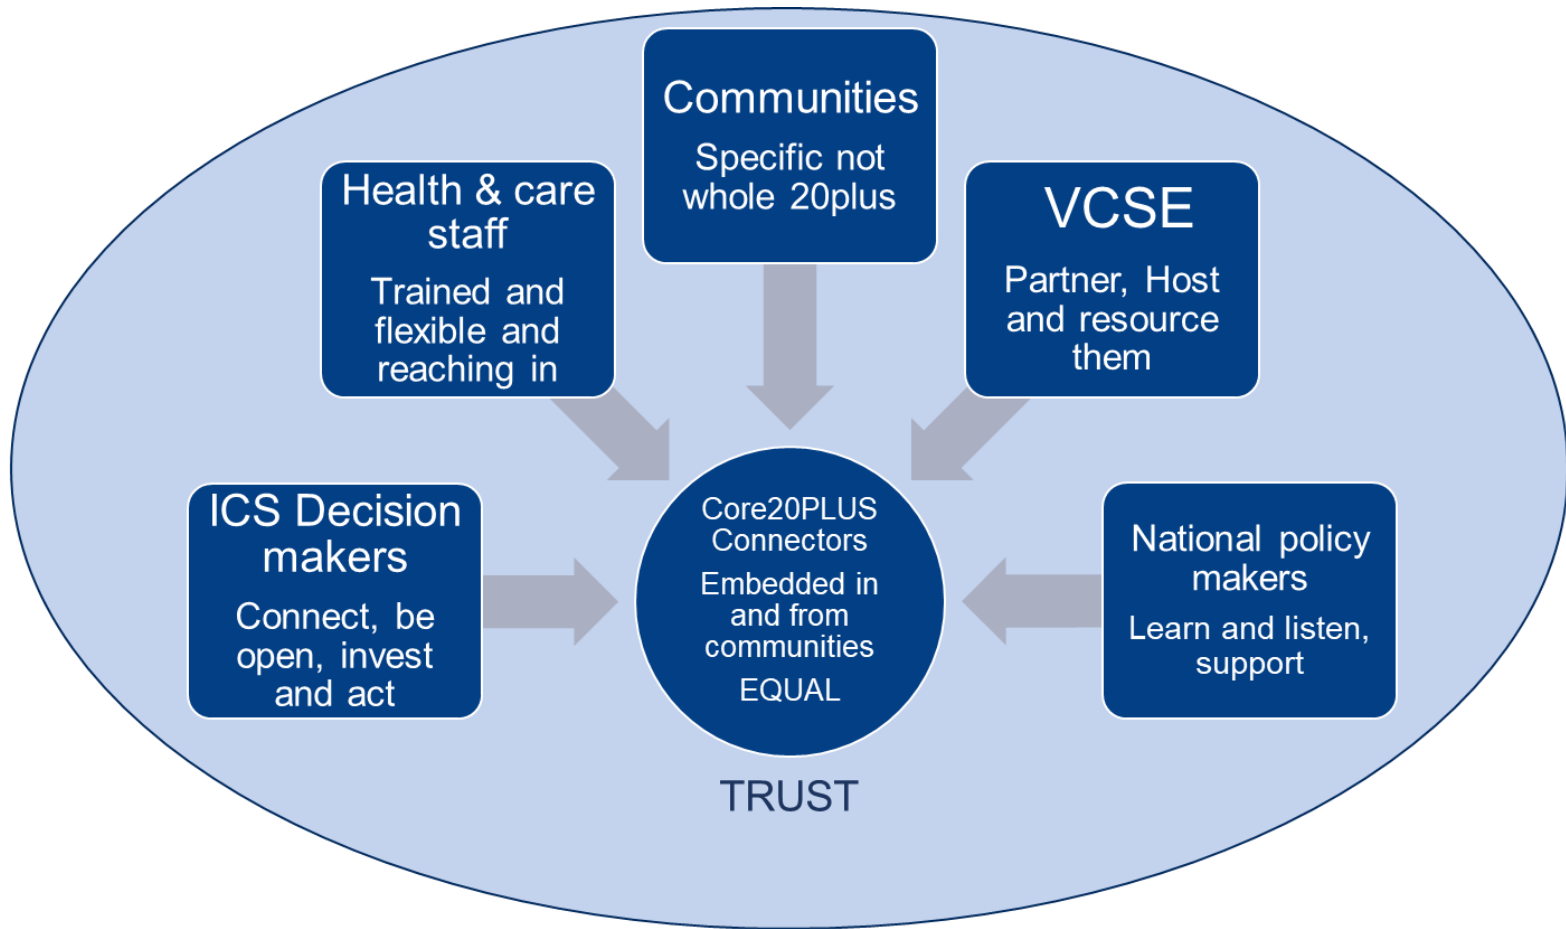 Communities
Specific not
whole 20plus
Health & care
staff
Trained and
flexible and
reaching in
VCSE
Partner, Host
and resource
them
ICS Decision
makers
Connect, be
open, invest
and act
Core20PLUS
Connectors
Embedded in
and from
communities
EQUAL
National policy
makers
Learn and listen,
support
TRUST